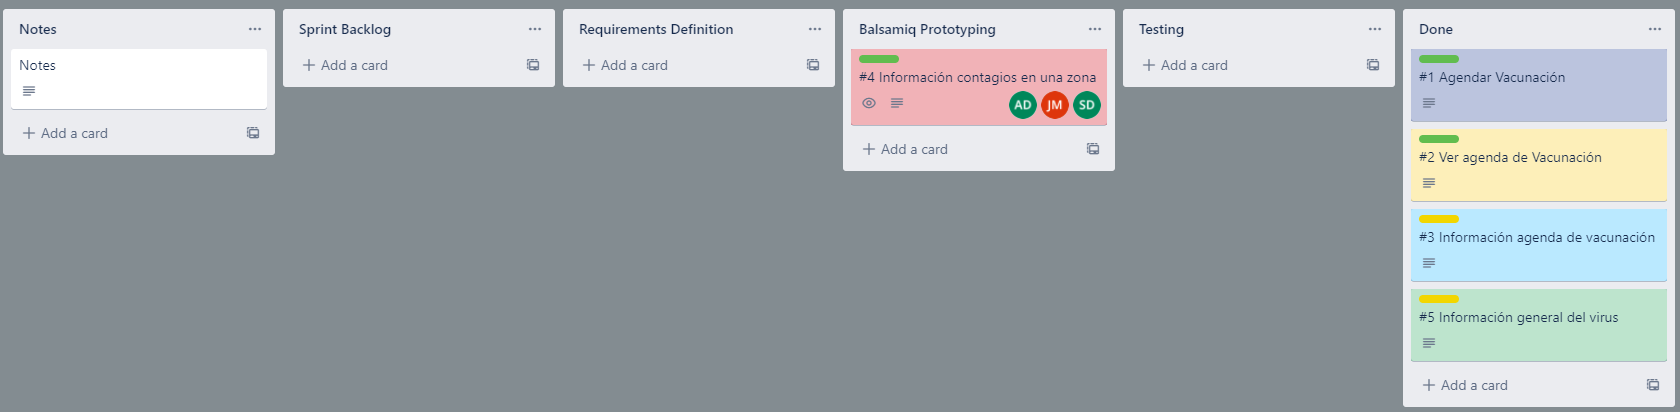 Notes
Notes
+ Add a card
Sprint Backlog
+ Add a card
Requirements Definition
+ Add a card
Balsamiq Prototyping
#4 Información contagios en una zona
AD JM SD
+ Add a card
Testing
+ Add a card
Done
#1 Agendar Vacunación
#2 Ver agenda de Vacunación
#3 Información agenda de vacunación
#5 Información general del virus
+ Add a card